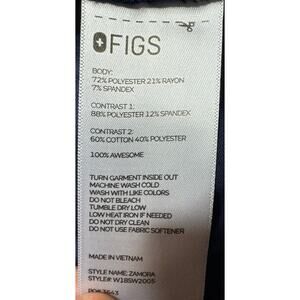 FIGS
BODY:
72% POLYESTER 21% RAYON
7% SPANDEX
CONTRAST 1:
88% POLYESTER 12% SPANDEX
CONTRAST 2:
60% COTTON 40% POLYESTER
100% AWESOME
TURN GARMENT INSIDE OUT
MACHINE WASH COLD
WASH WITH LIKE COLORS
DO NOT BLEACH
TUMBLE DRY LOW
LOW HEAT IRON IF NEEDED
DO NOT DRY CLEAN
DO NOT USE FABRIC SOFTENER
MADE IN VIETNAM
STYLE NAME: ZAMORA
STYLE# W18SW2005